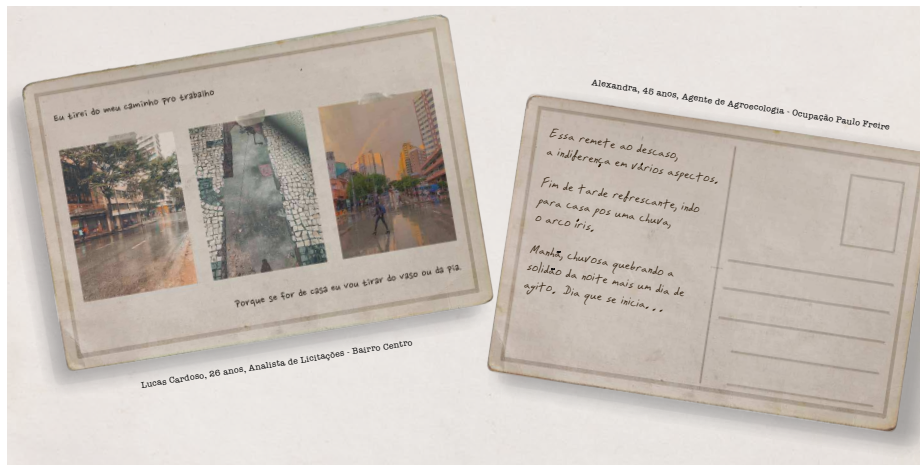 Eu tirei do meu caminho pro trabalho
Porque se for de casa eu vou tirar do vaso ou da pia
Lucas Cardoso, 26 anos, Analista de Licitações - Bairro Centro
Alexandra, 45 anos, Agente de Agroecologia - Ocupação Paulo Freire
Essa remete ao descaso,
a indiferença em vários aspectos.
Fim de tarde refrescante, indo
para casa pos uma chuva,
o arco íris.
Manhã, chuvosa quebrando a
solidão da noite mais um dia de
agito. Dia que se inicia...